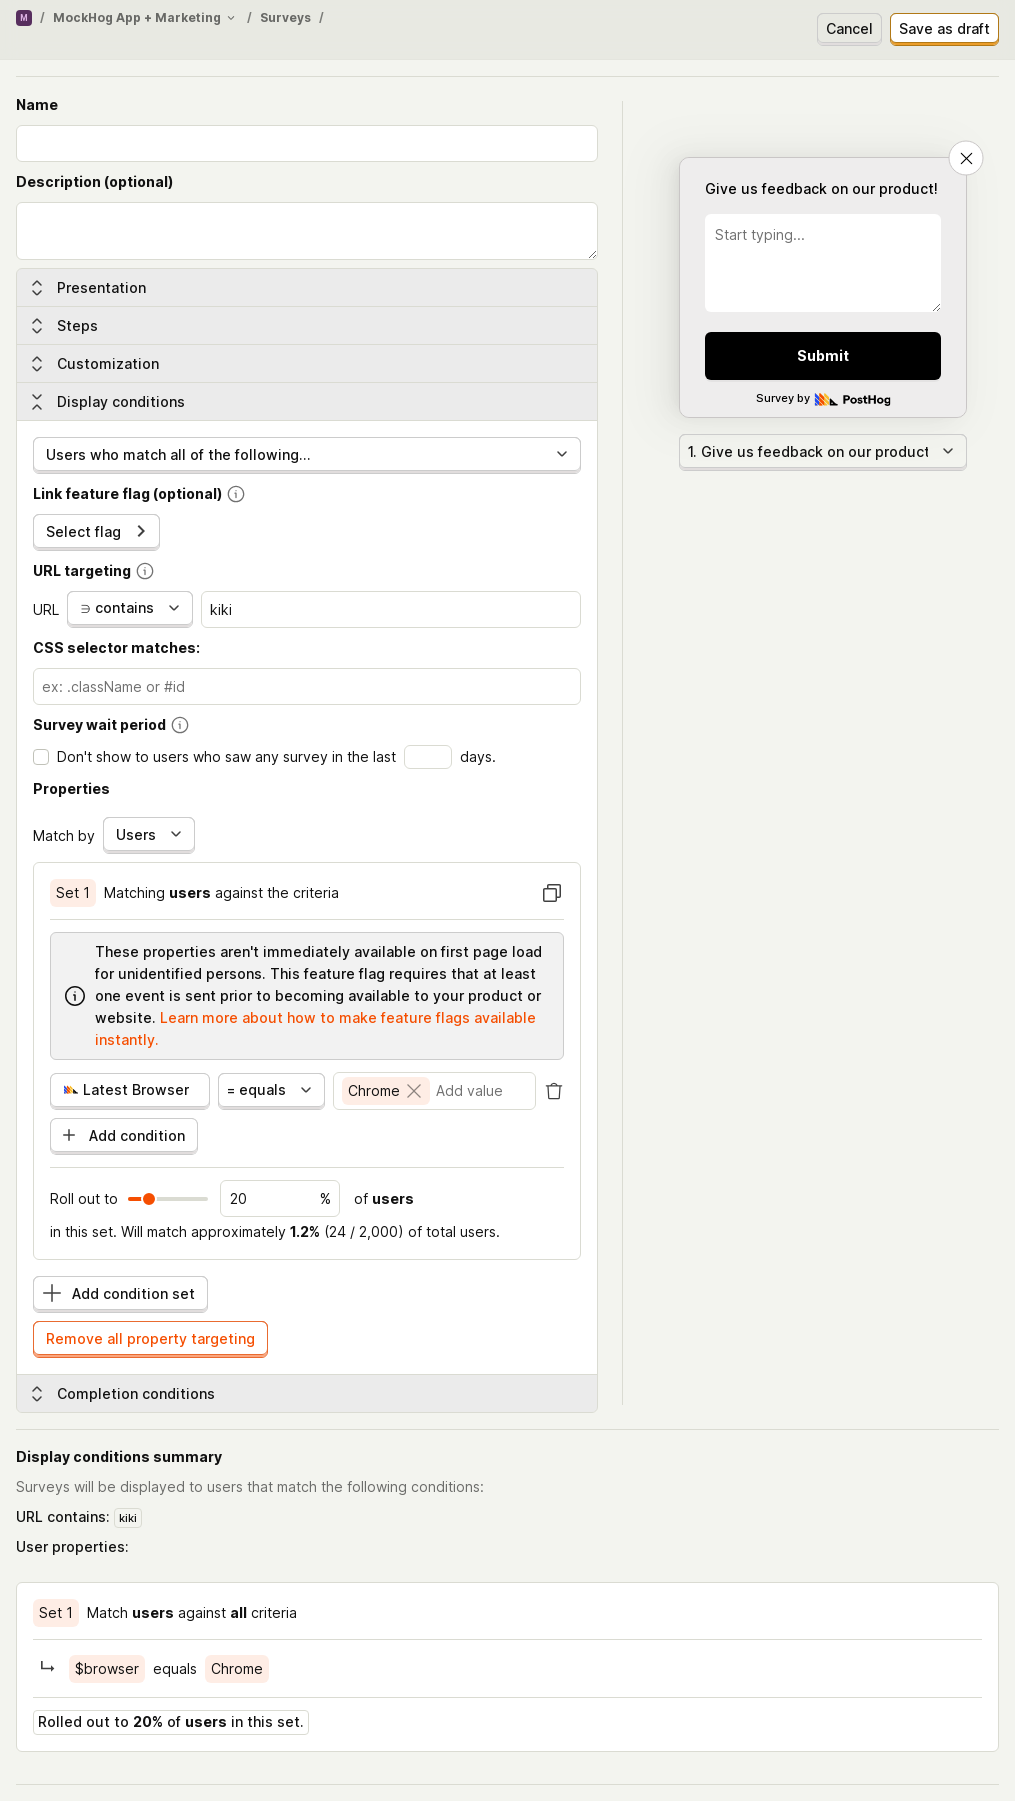 M / MockHog App + Marketing / Surveys /
Cancel
Save as draft
Name
Description (optional)
Presentation
Steps
Customization
Display conditions
Users who match all of the following...
Link feature flag (optional)
Select flag
URL targeting
URL ∋ contains kiki
CSS selector matches:
ex: .className or #id
Survey wait period
Don't show to users who saw any survey in the last days.
Properties
Match by Users
Set 1 Matching users against the criteria
These properties aren't immediately available on first page load
for unidentified persons. This feature flag requires that at least
one event is sent prior to becoming available to your product or
website. Learn more about how to make feature flags available
instantly.
Latest Browser = equals Chrome Add value
Add condition
Roll out to 20 % of users
in this set. Will match approximately 1.2% (24 / 2,000) of total users.
Add condition set
Remove all property targeting
Completion conditions
Give us feedback on our product!
Start typing...
Submit
Survey by PostHog
1. Give us feedback on our product
Display conditions summary
Surveys will be displayed to users that match the following conditions:
URL contains: kiki
User properties:
Set 1 Match users against all criteria
$browser equals Chrome
Rolled out to 20% of users in this set.